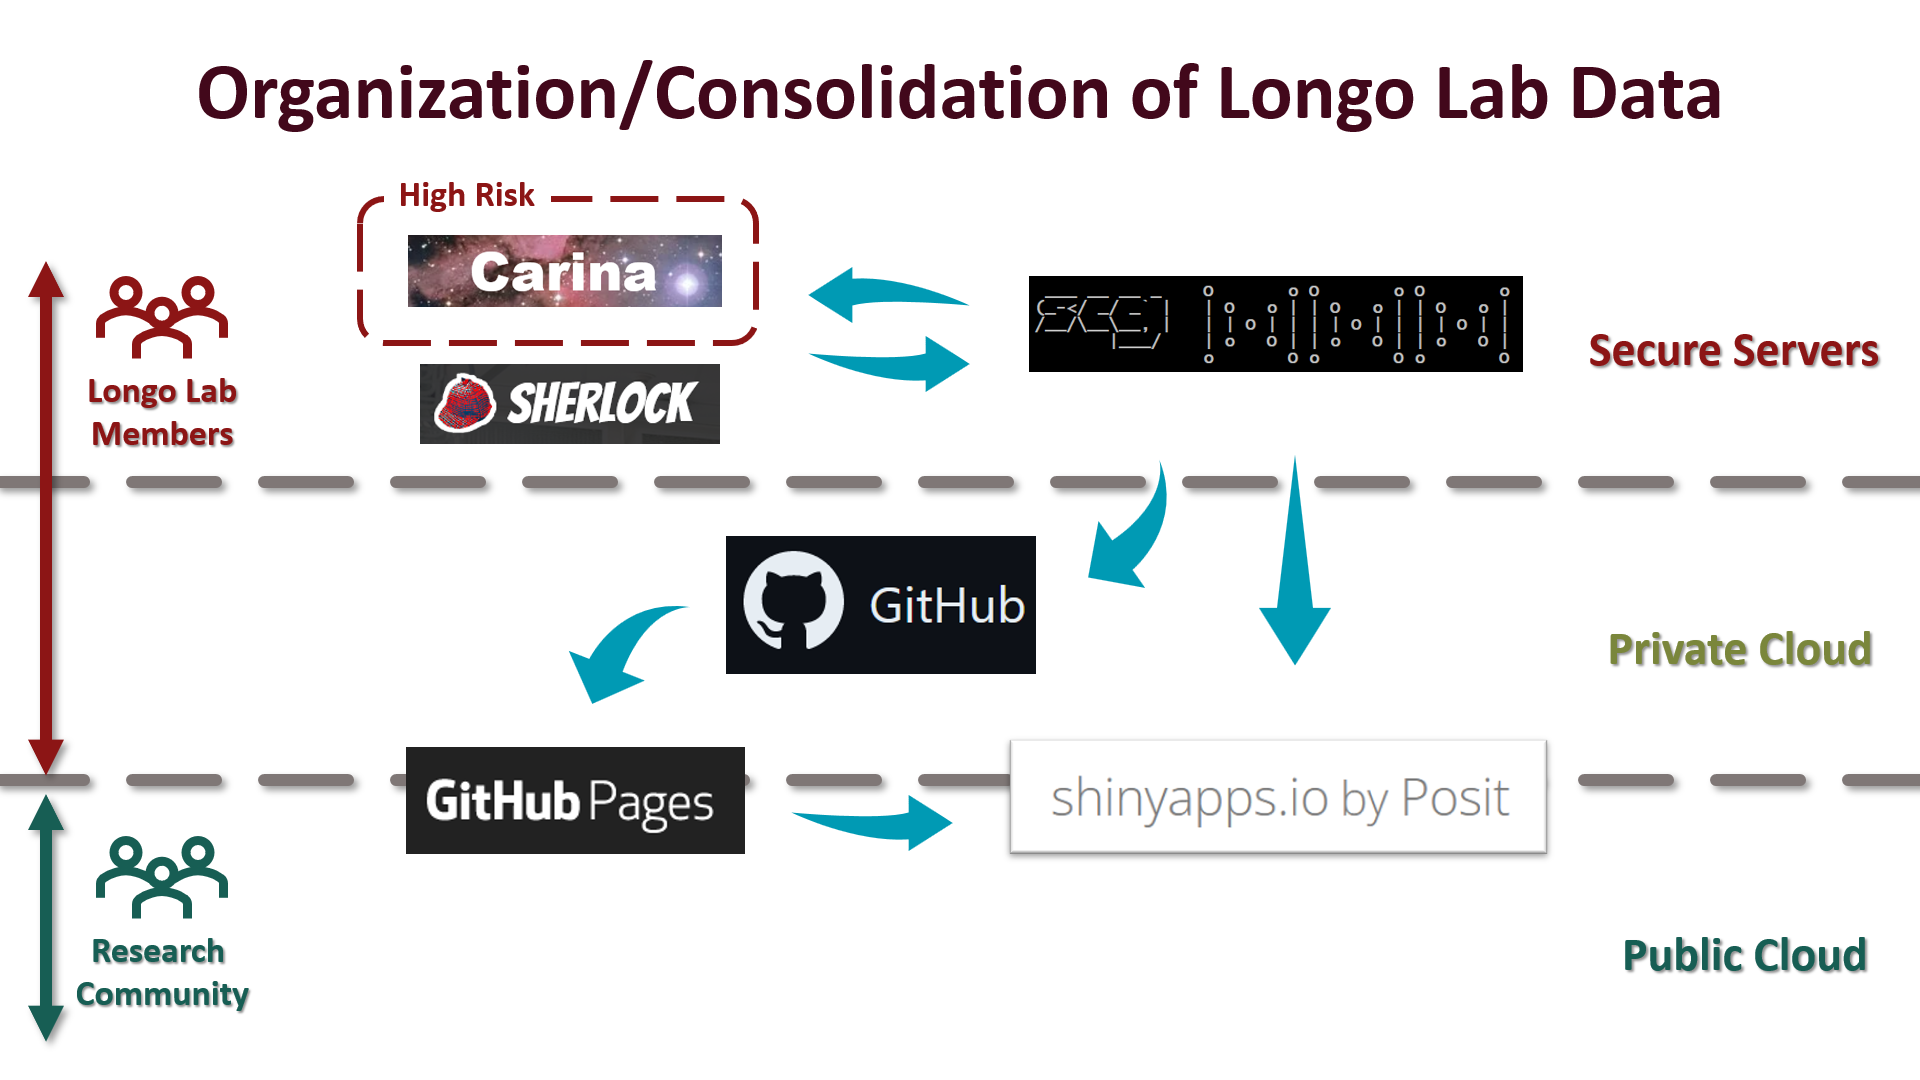 Organization/Consolidation of Longo Lab Data
High Risk
Carina
SHERLOCK
Secure Servers
Longo Lab
Members
GitHub
Private Cloud
GitHub Pages
shinyapps.io by Posit
Research
Community
Public Cloud